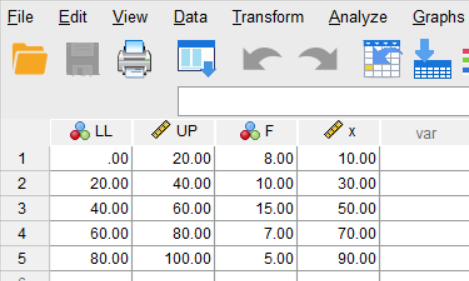 File Edit View Data Transform Analyze Graphs
LL UP F x var
1 .00 20.00 8.00 10.00
2 20.00 40.00 10.00 30.00
3 40.00 60.00 15.00 50.00
4 60.00 80.00 7.00 70.00
5 80.00 100.00 5.00 90.00